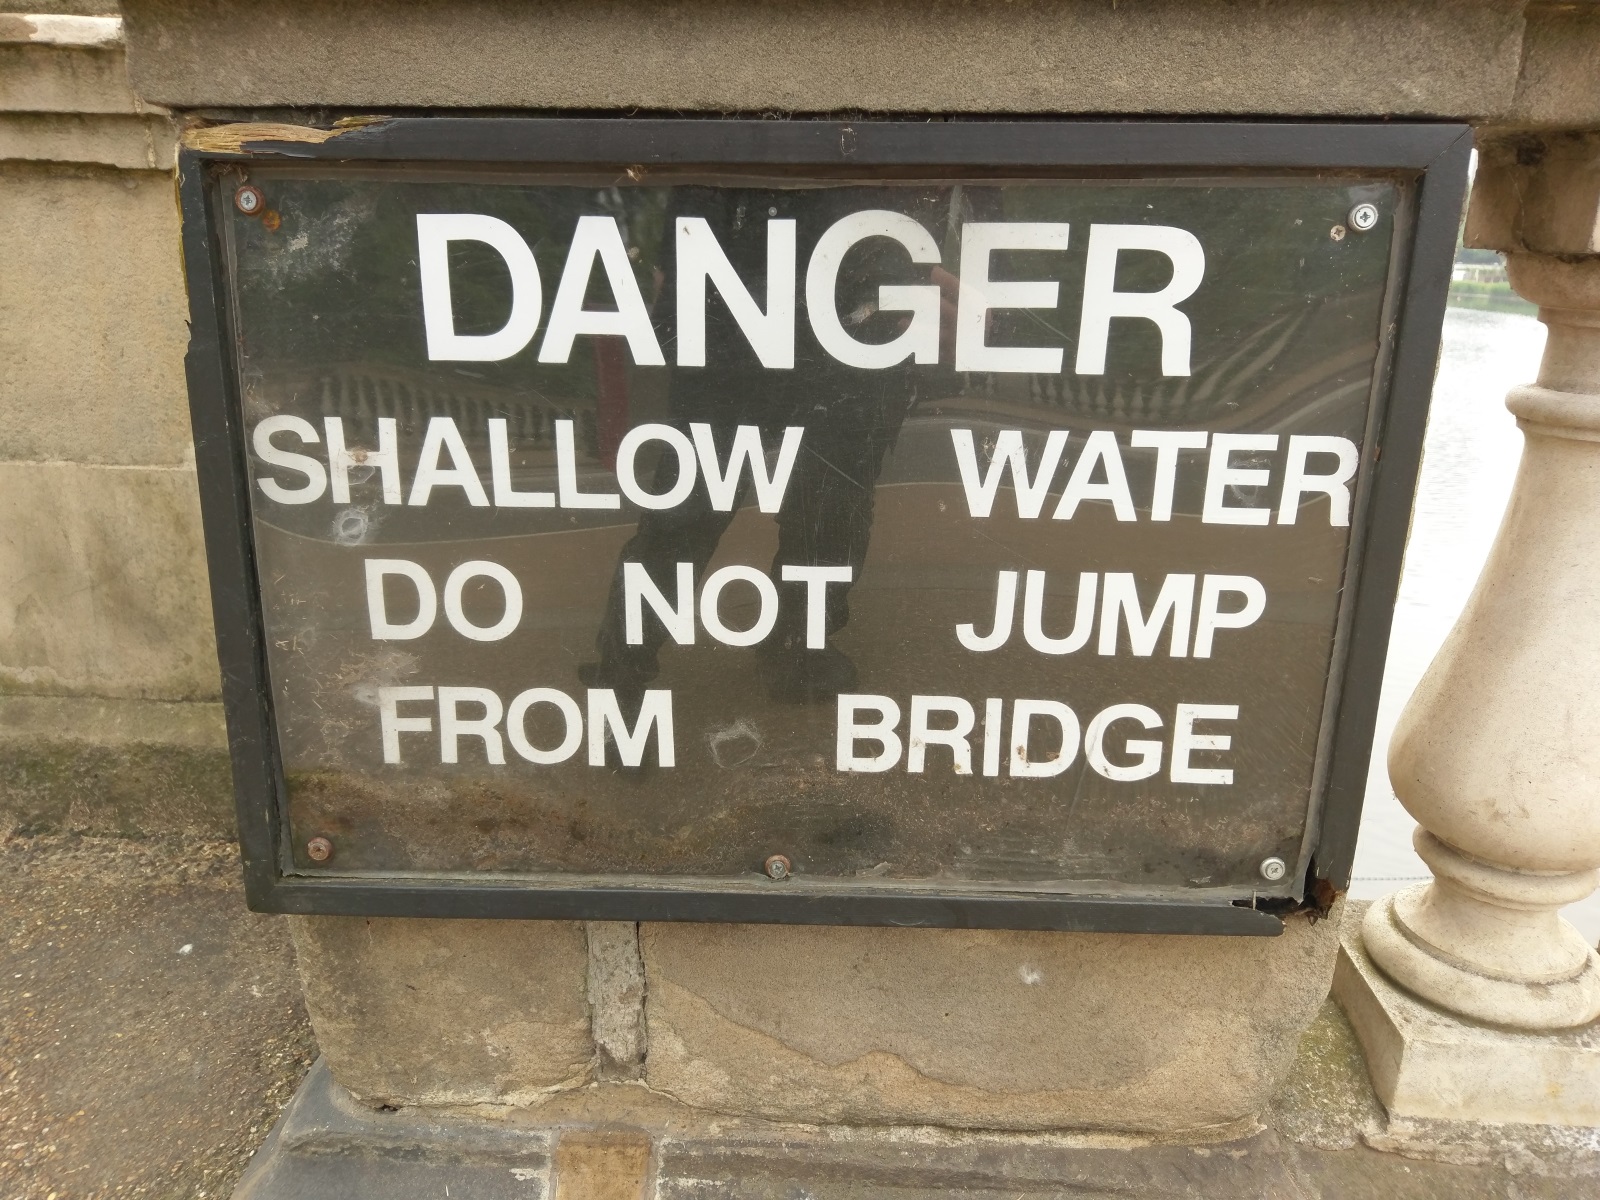 DANGER
SHALLOW WATER
DO NOT JUMP
FROM BRIDGE